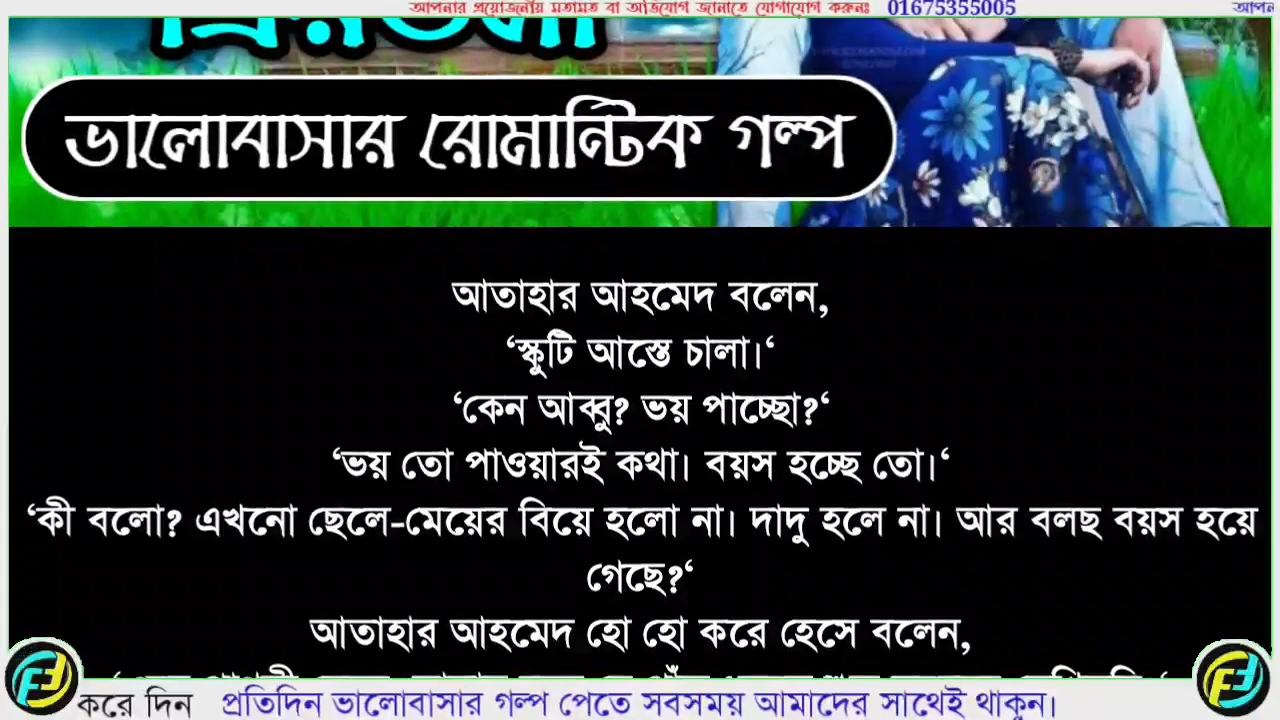 আপনার প্রয়োজনীয় মতামত বা অভিযোগ জানাতে যোগাযোগ করুনঃ 01675355005 আপন
ভালোবাসার রোমান্টিক গল্প
আতাহার আহমেদ বলেন,
‘স্কুটি আস্তে চালা।‘
‘কেন আব্বু? ভয় পাচ্ছো?‘
‘ভয় তো পাওয়ারই কথা। বয়স হচ্ছে তো।‘
‘কী বলো? এখনো ছেলে-মেয়ের বিয়ে হলো না। দাদু হলে না। আর বলছ বয়স হয়ে
গেছে?‘
আতাহার আহমেদ হো হো করে হেসে বলেন,
করে দিন প্রতিদিন ভালোবাসার গল্প পেতে সবসময় আমাদের সাথেই থাকুন।